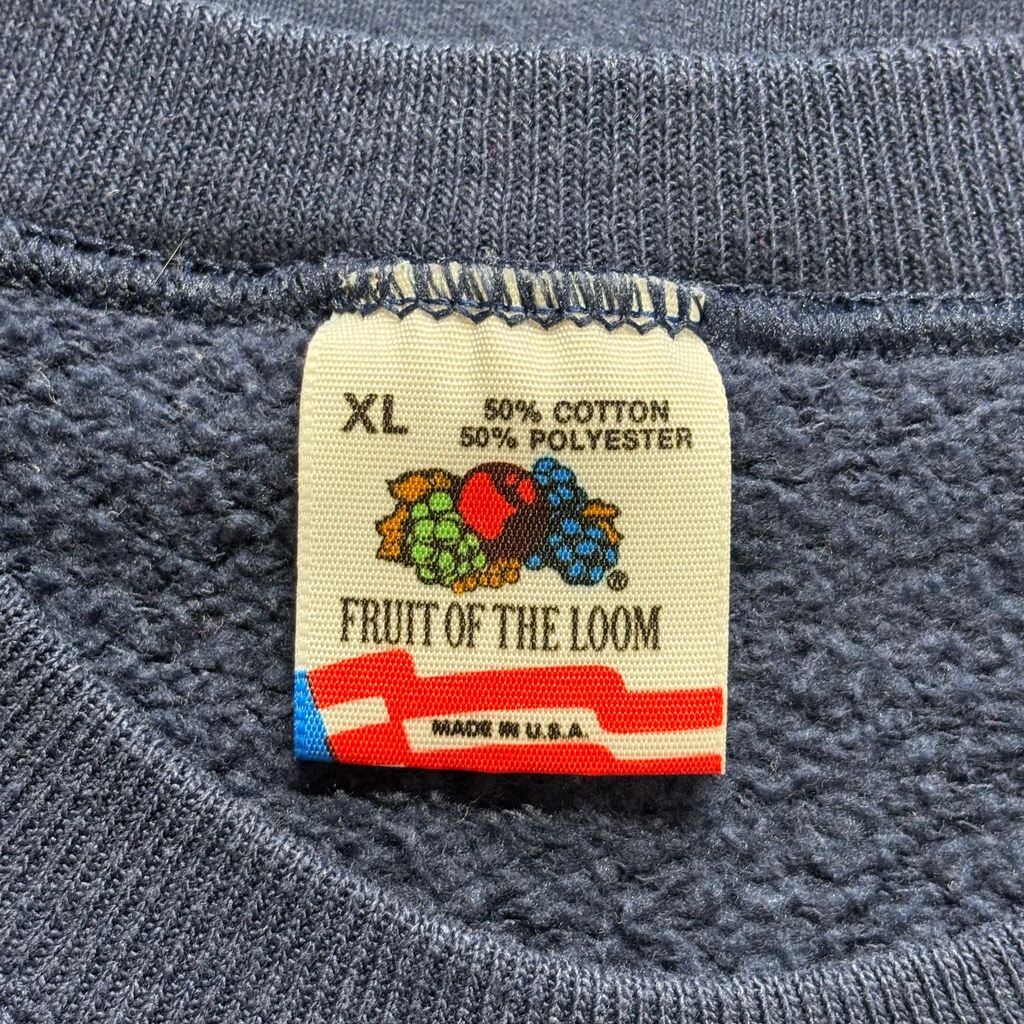 XL
50% COTTON
50% POLYESTER
®
FRUIT OF THE LOOM
MADE IN U.S.A.